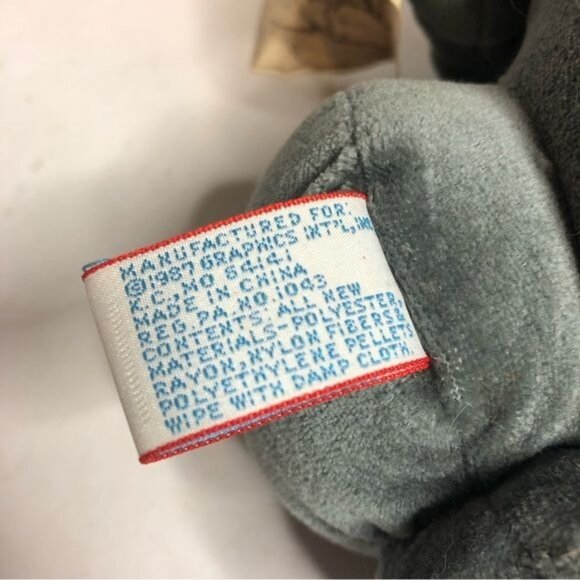 MANUFACTURED FOR:
©1987 GRAPHICS INT'L, INC
K.C., MO 64141
MADE IN CHINA
REG. PA NO. 1043
CONTENTS: ALL NEW
MATERIALS-POLYESTER,
RAYON, NYLON FIBERS &
POLYETHYLENE PELLETS
WIPE WITH DAMP CLOTH